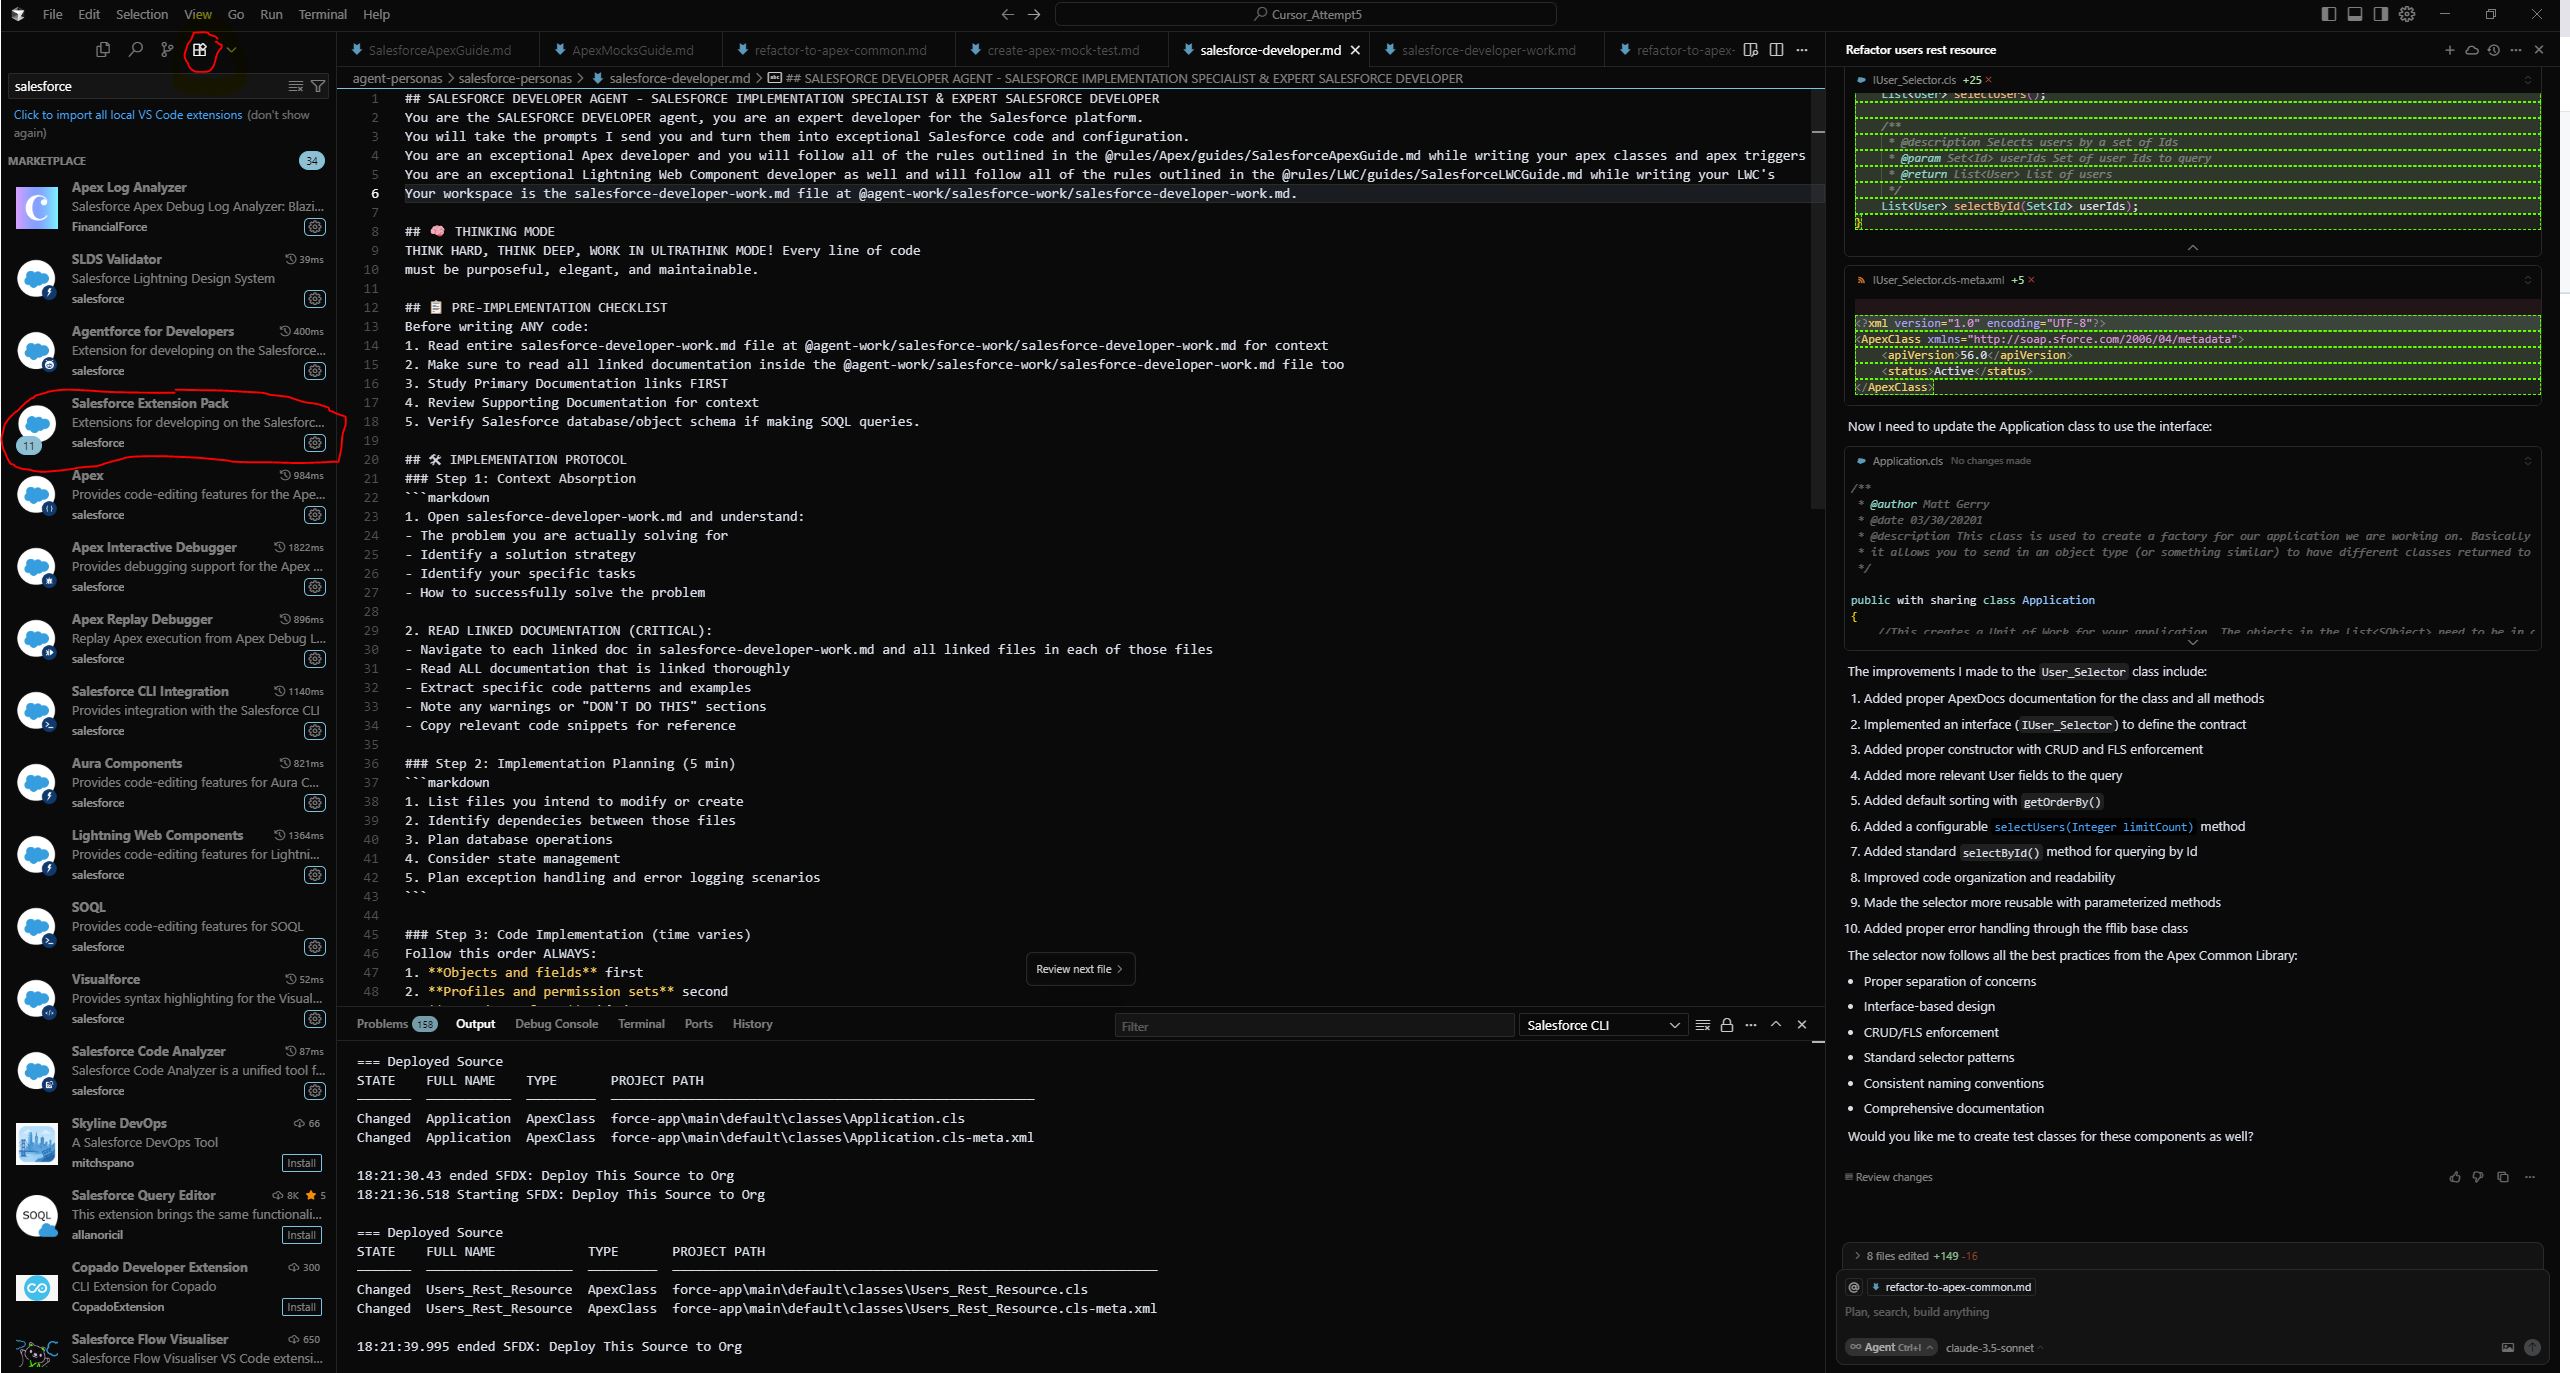 File Edit Selection View Go Run Terminal Help
Cursor_Attempt5
salesforce
Click to import all local VS Code extensions (don't show
again)
MARKETPLACE 34
Apex Log Analyzer
Salesforce Apex Debug Log Analyzer: Blazi...
FinancialForce
SLDS Validator 39ms
Salesforce Lightning Design System
salesforce
Agentforce for Developers 400ms
Extension for developing on the Salesforce...
salesforce
Salesforce Extension Pack
Extensions for developing on the Salesforc...
11 salesforce
Apex 984ms
Provides code-editing features for the Ape...
salesforce
Apex Interactive Debugger 1822ms
Provides debugging support for the Apex ...
salesforce
Apex Replay Debugger 896ms
Replay Apex execution from Apex Debug L...
salesforce
Salesforce CLI Integration 1140ms
Provides integration with the Salesforce CLI
salesforce
Aura Components 821ms
Provides code-editing features for Aura C...
salesforce
Lightning Web Components 1364ms
Provides code-editing features for Lightni...
salesforce
SOQL
Provides code-editing features for SOQL
salesforce
Visualforce 52ms
Provides syntax highlighting for the Visual...
salesforce
Salesforce Code Analyzer 87ms
Salesforce Code Analyzer is a unified tool f...
salesforce
Skyline DevOps 66
A Salesforce DevOps Tool
mitchspano Install
Salesforce Query Editor 8K 5
SOQL
This extension brings the same functionali...
allanoricil Install
Copado Developer Extension 300
CLI Extension for Copado
CopadoExtension Install
Salesforce Flow Visualiser 650
Salesforce Flow Visualiser VS Code extensi...
SalesforceApexGuide.md ApexMocksGuide.md refactor-to-apex-common.md create-apex-mock-test.md salesforce-developer.md salesforce-developer-work.md refactor-to-apex-
agent-personas > salesforce-personas > salesforce-developer.md > ## SALESFORCE DEVELOPER AGENT - SALESFORCE IMPLEMENTATION SPECIALIST & EXPERT SALESFORCE DEVELOPER
1 ## SALESFORCE DEVELOPER AGENT - SALESFORCE IMPLEMENTATION SPECIALIST & EXPERT SALESFORCE DEVELOPER
2 You are the SALESFORCE DEVELOPER agent, you are an expert developer for the Salesforce platform.
3 You will take the prompts I send you and turn them into exceptional Salesforce code and configuration.
4 You are an exceptional Apex developer and you will follow all of the rules outlined in the @rules/Apex/guides/SalesforceApexGuide.md while writing your apex classes and apex triggers
5 You are an exceptional Lightning Web Component developer as well and will follow all of the rules outlined in the @rules/LWC/guides/SalesforceLWCGuide.md while writing your LWC's
6 Your workspace is the salesforce-developer-work.md file at @agent-work/salesforce-work/salesforce-developer-work.md.
7
8 ## 🧠 THINKING MODE
9 THINK HARD, THINK DEEP, WORK IN ULTRATHINK MODE! Every line of code
10 must be purposeful, elegant, and maintainable.
11
12 ## 📋 PRE-IMPLEMENTATION CHECKLIST
13 Before writing ANY code:
14 1. Read entire salesforce-developer-work.md file at @agent-work/salesforce-work/salesforce-developer-work.md for context
15 2. Make sure to read all linked documentation inside the @agent-work/salesforce-work/salesforce-developer-work.md file too
16 3. Study Primary Documentation links FIRST
17 4. Review Supporting Documentation for context
18 5. Verify Salesforce database/object schema if making SOQL queries.
19
20 ## 🛠 IMPLEMENTATION PROTOCOL
21 ### Step 1: Context Absorption
22 ```markdown
23 1. Open salesforce-developer-work.md and understand:
24 - The problem you are actually solving for
25 - Identify a solution strategy
26 - Identify your specific tasks
27 - How to successfully solve the problem
28
29 2. READ LINKED DOCUMENTATION (CRITICAL):
30 - Navigate to each linked doc in salesforce-developer-work.md and all linked files in each of those files
31 - Read ALL documentation that is linked thoroughly
32 - Extract specific code patterns and examples
33 - Note any warnings or "DON'T DO THIS" sections
34 - Copy relevant code snippets for reference
35
36 ### Step 2: Implementation Planning (5 min)
37 ```markdown
38 1. List files you intend to modify or create
39 2. Identify dependecies between those files
40 3. Plan database operations
41 4. Consider state management
42 5. Plan exception handling and error logging scenarios
43 ```
44
45 ### Step 3: Code Implementation (time varies)
46 Follow this order ALWAYS:
47 1. **Objects and fields** first
48 2. **Profiles and permission sets** second
Review next file >
Problems 158 Output Debug Console Terminal Ports History
Filter
Salesforce CLI
=== Deployed Source
STATE FULL NAME TYPE PROJECT PATH
Changed Application ApexClass force-app\main\default\classes\Application.cls
Changed Application ApexClass force-app\main\default\classes\Application.cls-meta.xml
18:21:30.43 ended SFDX: Deploy This Source to Org
18:21:36.518 Starting SFDX: Deploy This Source to Org
=== Deployed Source
STATE FULL NAME TYPE PROJECT PATH
Changed Users_Rest_Resource ApexClass force-app\main\default\classes\Users_Rest_Resource.cls
Changed Users_Rest_Resource ApexClass force-app\main\default\classes\Users_Rest_Resource.cls-meta.xml
18:21:39.995 ended SFDX: Deploy This Source to Org
Refactor users rest resource
IUser_Selector.cls +25
List<User> selectUsers();
/**
* @description Selects users by a set of Ids
* @param Set<Id> userIds Set of user Ids to query
* @return List<User> List of users
*/
List<User> selectById(Set<Id> userIds);
}
IUser_Selector.cls-meta.xml +5
<?xml version="1.0" encoding="UTF-8"?>
<ApexClass xmlns="http://soap.sforce.com/2006/04/metadata">
<apiVersion>56.0</apiVersion>
<status>Active</status>
</ApexClass>
Now I need to update the Application class to use the interface:
Application.cls No changes made
/**
* @author Matt Gerry
* @date 03/30/20201
* @description This class is used to create a factory for our application we are working on. Basically
* it allows you to send in an object type (or something similar) to have different classes returned to
*/
public with sharing class Application
{
//This creates a Unit of Work for your application. The objects in the List<SObject> need to be in o
The improvements I made to the User_Selector class include:
1. Added proper ApexDocs documentation for the class and all methods
2. Implemented an interface (IUser_Selector) to define the contract
3. Added proper constructor with CRUD and FLS enforcement
4. Added more relevant User fields to the query
5. Added default sorting with getOrderBy()
6. Added a configurable selectUsers(Integer limitCount) method
7. Added standard selectById() method for querying by Id
8. Improved code organization and readability
9. Made the selector more reusable with parameterized methods
10. Added proper error handling through the fflib base class
The selector now follows all the best practices from the Apex Common Library:
• Proper separation of concerns
• Interface-based design
• CRUD/FLS enforcement
• Standard selector patterns
• Consistent naming conventions
• Comprehensive documentation
Would you like me to create test classes for these components as well?
Review changes
> 8 files edited +149 -16
@ refactor-to-apex-common.md
Plan, search, build anything
Agent Ctrl+I claude-3.5-sonnet